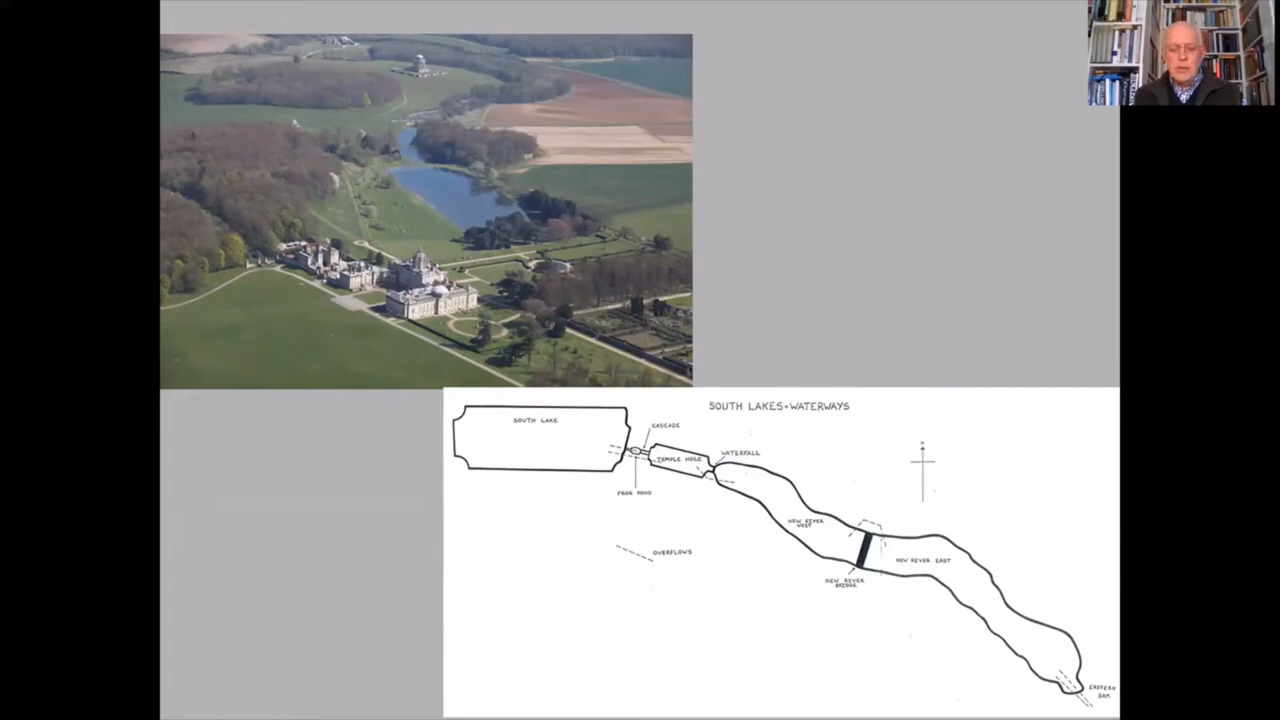 SOUTH LAKES+WATERWAYS
SOUTH LAKE
CASCADE
TEMPLE HOLE
WATERFALL
N
FROG POND
NEW RIVER
WEST
OVERFLOWS
NEW RIVER EAST
NEW RIVER
BRIDGE
EASTERN
DAM